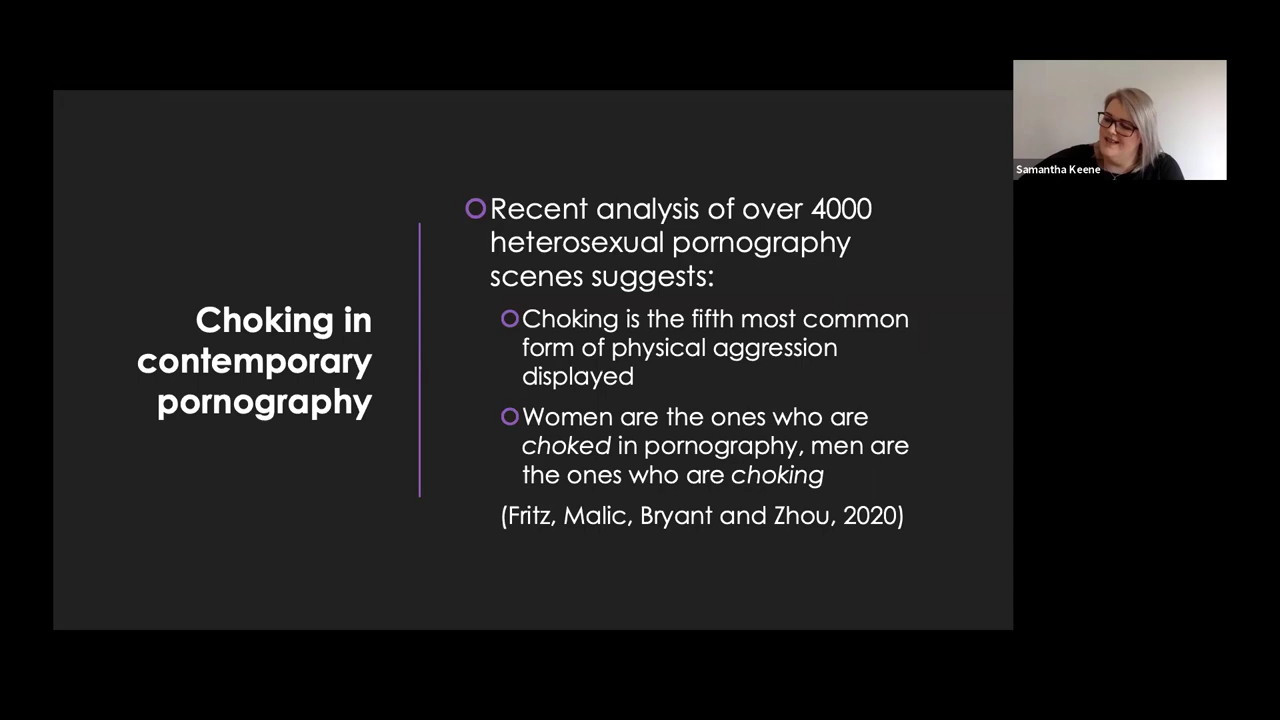 Choking in
contemporary
pornography
Recent analysis of over 4000
heterosexual pornography
scenes suggests:
Choking is the fifth most common
form of physical aggression
displayed
Women are the ones who are
choked in pornography, men are
the ones who are choking
(Fritz, Malic, Bryant and Zhou, 2020)
Samantha Keene